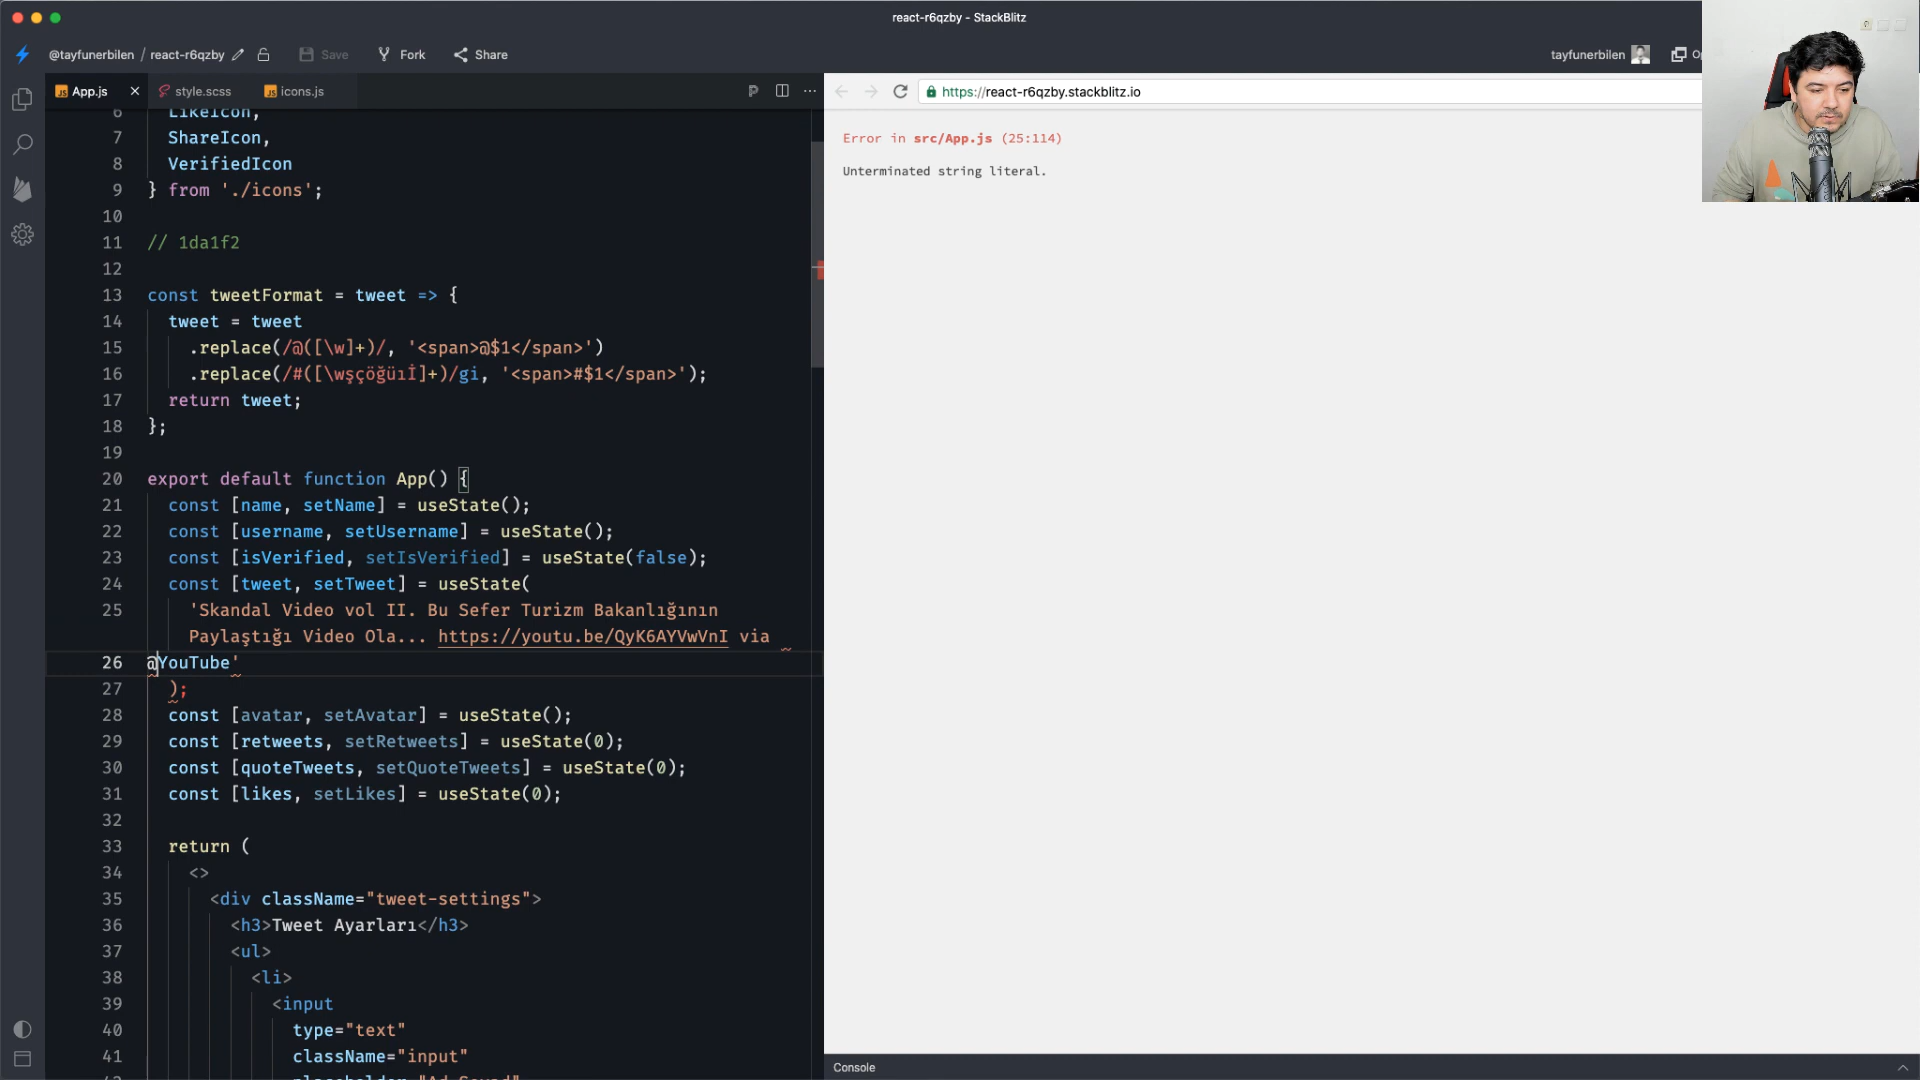 react-r6qzby - StackBlitz
@tayfunerbilen / react-r6qzby Save Fork Share tayfunerbilen
App.js style.scss icons.js
https://react-r6qzby.stackblitz.io
6 LikeIcon,
7 ShareIcon,
8 VerifiedIcon
9 } from './icons';
10
11 // 1da1f2
12
13 const tweetFormat = tweet => {
14 tweet = tweet
15 .replace(/@([\w]+)/, '<span>@$1</span>')
16 .replace(/#([\wşçöğüıİ]+)/gi, '<span>#$1</span>');
17 return tweet;
18 };
19
20 export default function App() {
21 const [name, setName] = useState();
22 const [username, setUsername] = useState();
23 const [isVerified, setIsVerified] = useState(false);
24 const [tweet, setTweet] = useState(
25 'Skandal Video vol II. Bu Sefer Turizm Bakanlığının
Paylaştığı Video Ola... https://youtu.be/QyK6AYVwVnI via
26 @YouTube'
27 );
28 const [avatar, setAvatar] = useState();
29 const [retweets, setRetweets] = useState(0);
30 const [quoteTweets, setQuoteTweets] = useState(0);
31 const [likes, setLikes] = useState(0);
32
33 return (
34 <>
35 <div className="tweet-settings">
36 <h3>Tweet Ayarları</h3>
37 <ul>
38 <li>
39 <input
40 type="text"
41 className="input"
Error in src/App.js (25:114)
Unterminated string literal.
Console